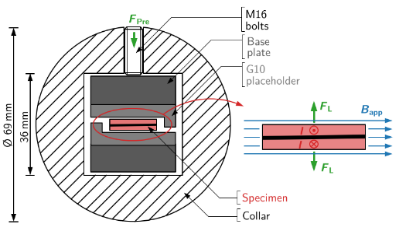 F_Pre
M16
bolts
Base
plate
G10
placeholder
Ø 69 mm
36 mm
F_L
B_app
I
I
F_L
Specimen
Collar